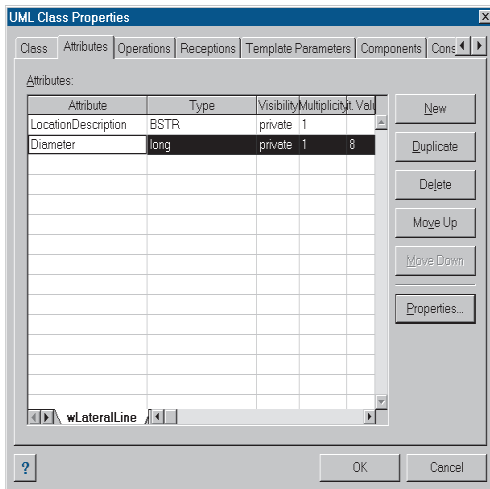 UML Class Properties
Class Attributes Operations Receptions Template Parameters Components Cons
Attributes:
Attribute Type Visibility Multiplicity it. Valu
LocationDescription BSTR private 1
Diameter long private 1 8
New
Duplicate
Delete
Move Up
Move Down
Properties...
wLateralLine
? OK Cancel